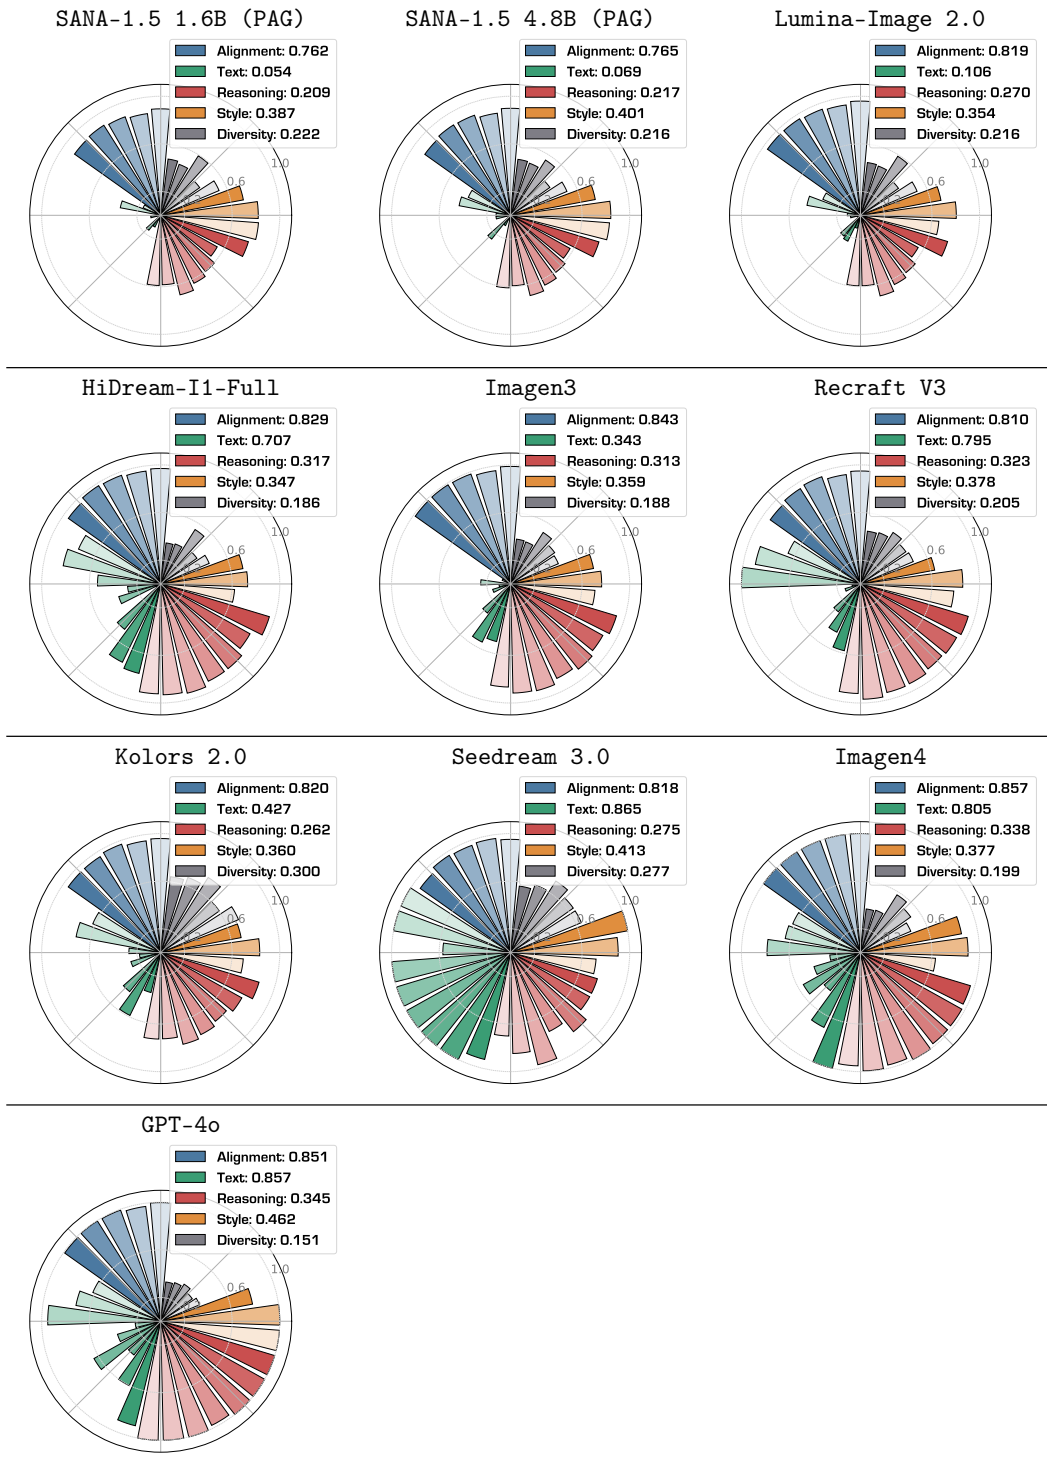 SANA-1.5 1.6B (PAG)
Alignment: 0.762
Text: 0.054
Reasoning: 0.209
Style: 0.387
Diversity: 0.222
1.0
0.6
SANA-1.5 4.8B (PAG)
Alignment: 0.765
Text: 0.069
Reasoning: 0.217
Style: 0.401
Diversity: 0.216
1.0
0.6
Lumina-Image 2.0
Alignment: 0.819
Text: 0.106
Reasoning: 0.270
Style: 0.354
Diversity: 0.216
1.0
0.6
HiDream-I1-Full
Alignment: 0.829
Text: 0.707
Reasoning: 0.317
Style: 0.347
Diversity: 0.186
1.0
0.6
Imagen3
Alignment: 0.843
Text: 0.343
Reasoning: 0.313
Style: 0.359
Diversity: 0.188
1.0
0.6
Recraft V3
Alignment: 0.810
Text: 0.795
Reasoning: 0.323
Style: 0.378
Diversity: 0.205
1.0
0.6
Kolors 2.0
Alignment: 0.820
Text: 0.427
Reasoning: 0.262
Style: 0.360
Diversity: 0.300
1.0
0.6
Seedream 3.0
Alignment: 0.818
Text: 0.865
Reasoning: 0.275
Style: 0.413
Diversity: 0.277
1.0
0.6
Imagen4
Alignment: 0.857
Text: 0.805
Reasoning: 0.338
Style: 0.377
Diversity: 0.199
1.0
0.6
GPT-4o
Alignment: 0.851
Text: 0.857
Reasoning: 0.345
Style: 0.462
Diversity: 0.151
1.0
0.6